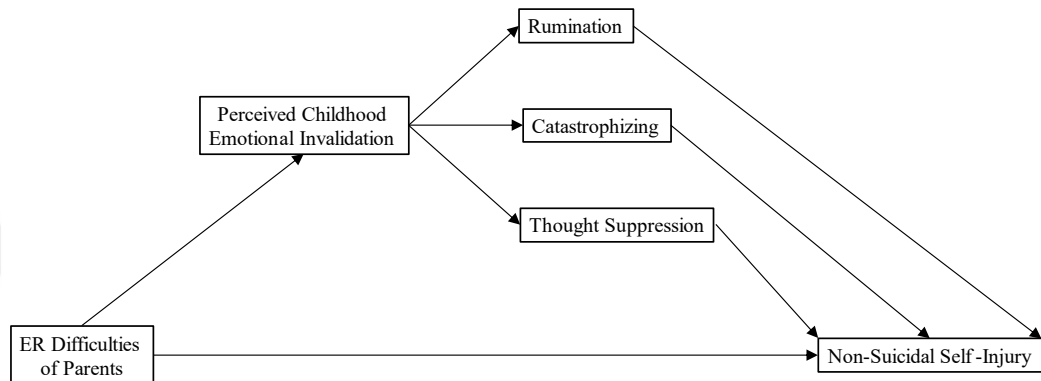 Rumination
Perceived Childhood
Emotional Invalidation
Catastrophizing
Thought Suppression
ER Difficulties
of Parents
Non-Suicidal Self-Injury